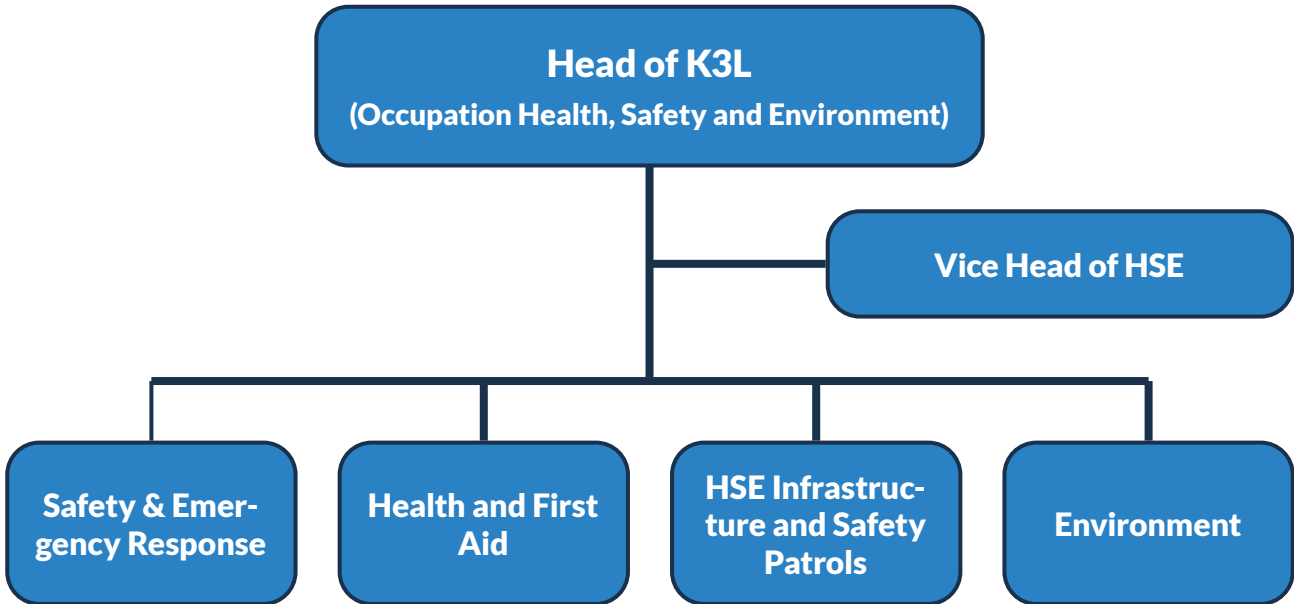 Head of K3L
(Occupation Health, Safety and Environment)
Vice Head of HSE
Safety & Emer-
gency Response
Health and First
Aid
HSE Infrastruc-
ture and Safety
Patrols
Environment